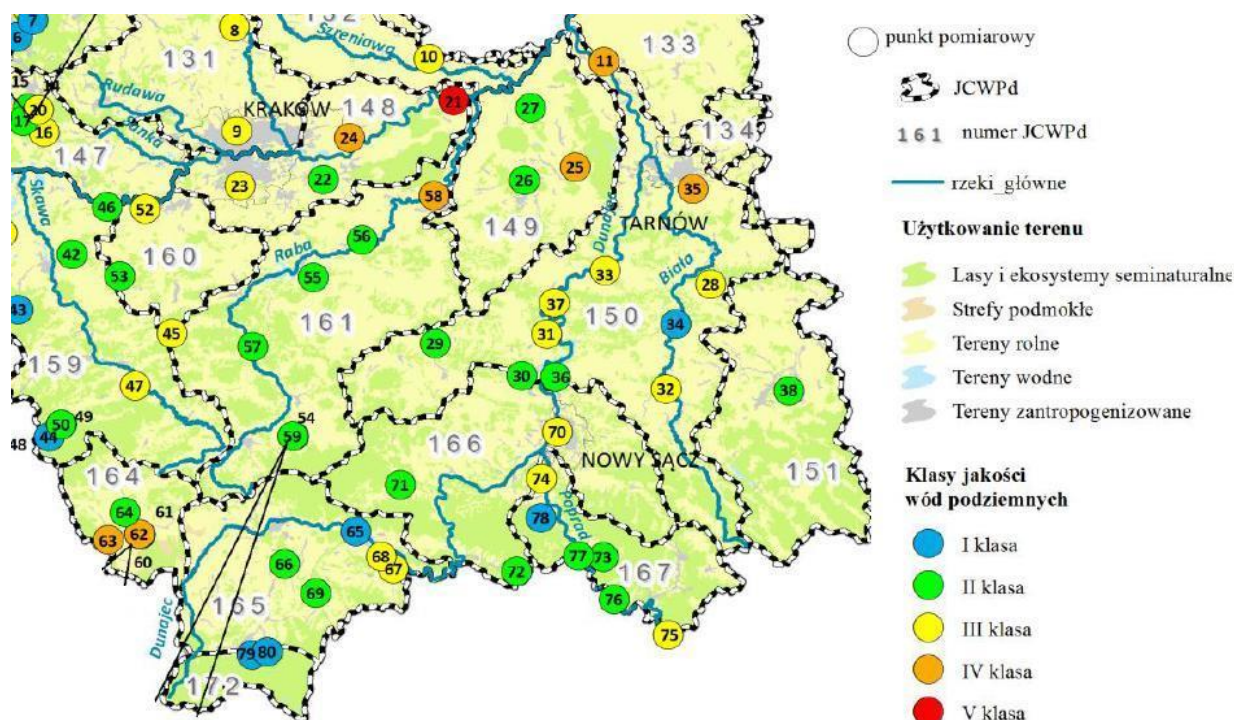 7
6
8
Szreniawa
10
132
11
133
131
15
Rudawa
KRAKÓW
148
21
27
20
17
16
9
24
134
147
23
22
26
25
35
58
Skawa
46
52
149
TARNÓW
Dunajec
56
160
Raba
42
53
55
33
Biała
28
37
43
161
150
34
45
31
57
29
159
47
30
36
32
38
54
49
50
59
44
48
70
166
NOWY SĄCZ
151
164
71
74
64
61
78
Poprad
63
62
65
60
68
67
66
77
73
72
167
69
76
165
Dunajec
75
79
80
172
punkt pomiarowy
JCWPd
161 numer JCWPd
rzeki_główne
Użytkowanie terenu
Lasy i ekosystemy seminaturalne
Strefy podmokłe
Tereny rolne
Tereny wodne
Tereny zantropogenizowane
Klasy jakości
wód podziemnych
I klasa
II klasa
III klasa
IV klasa
V klasa